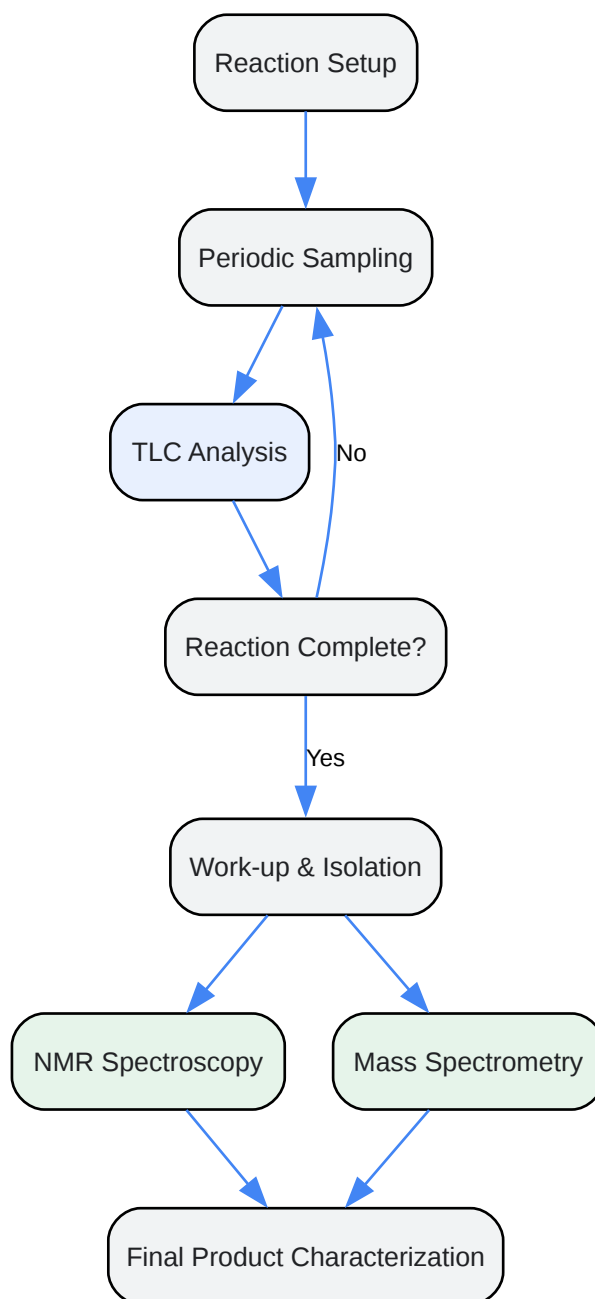 Reaction Setup
Periodic Sampling
TLC Analysis
No
Reaction Complete?
Yes
Work-up & Isolation
NMR Spectroscopy
Mass Spectrometry
Final Product Characterization